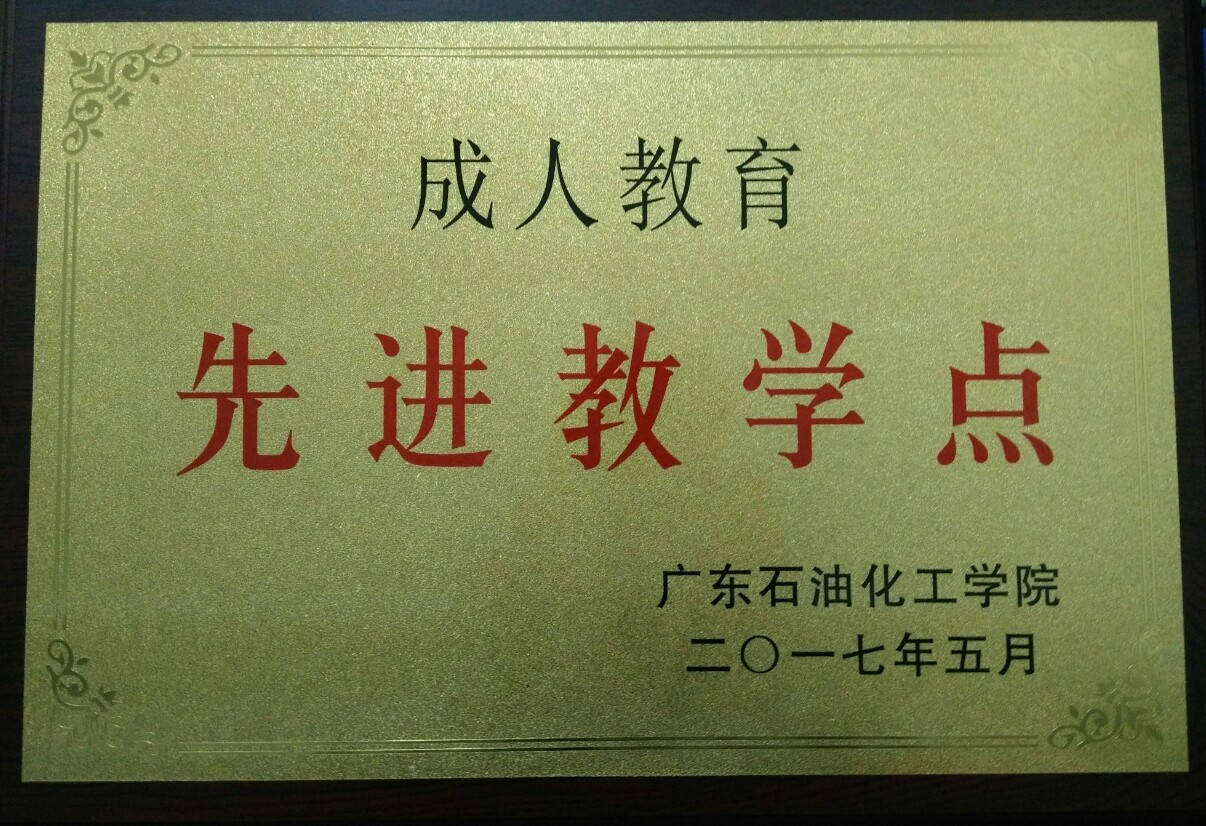 成人教育
先进教学点
广东石油化工学院
二〇一七年五月